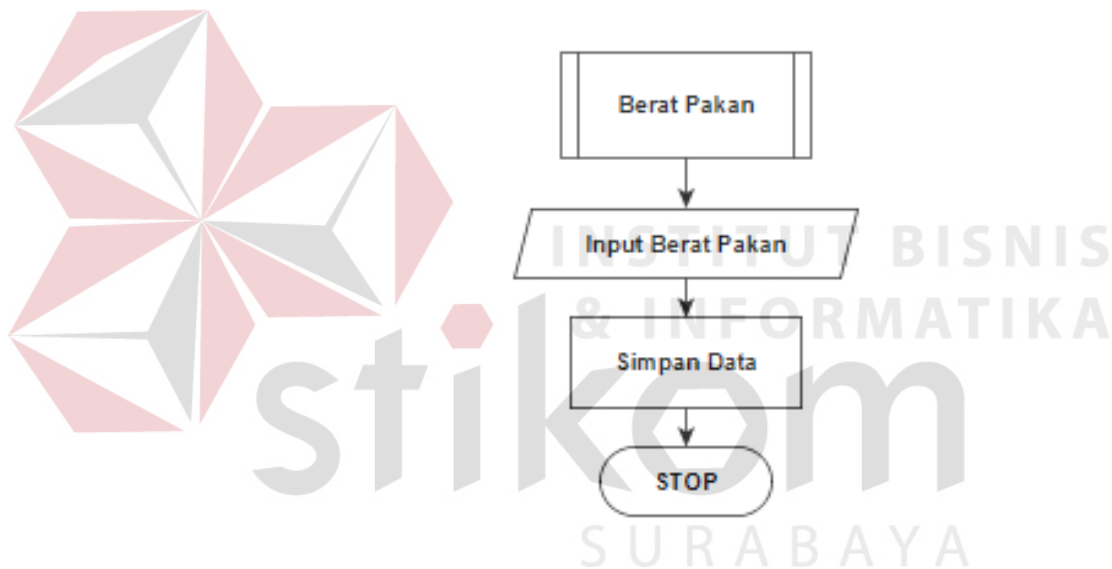 Berat Pakan
Input Berat Pakan
INSTITUT BISNIS
& INFORMATIKA
Simpan Data
stikom
STOP
SURABAYA